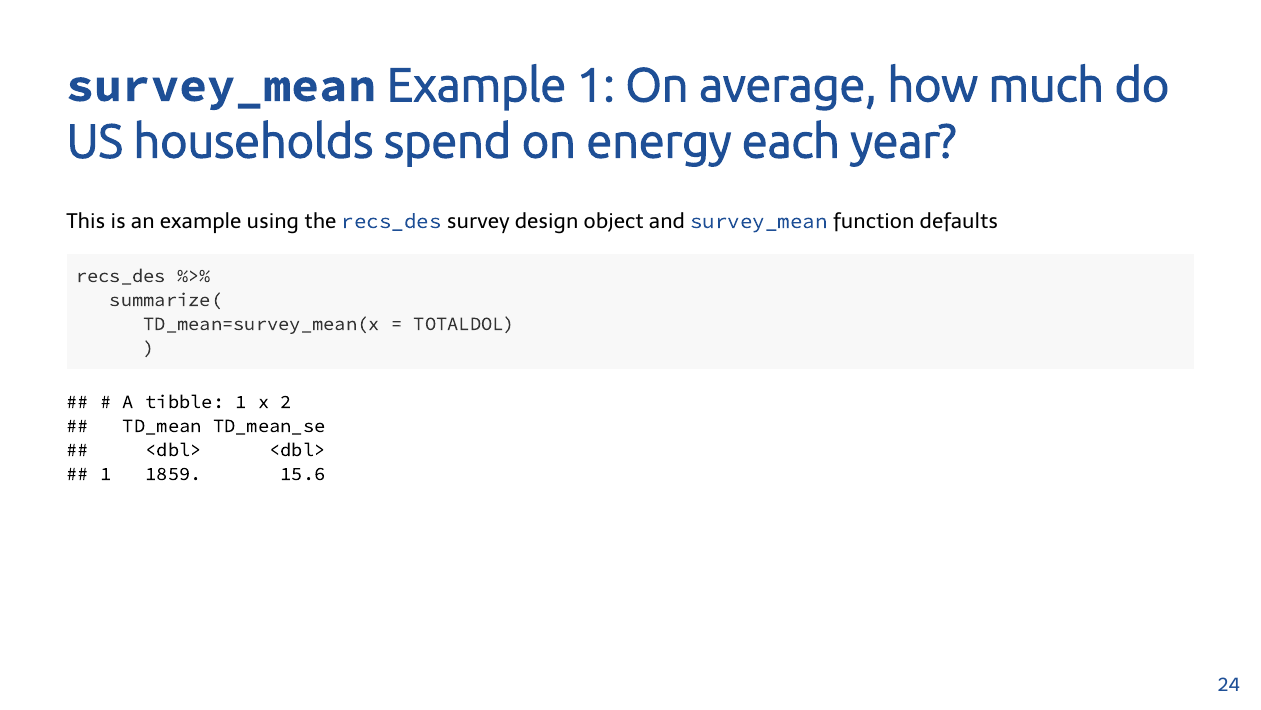 survey_mean Example 1: On average, how much do
US households spend on energy each year?
This is an example using the recs_des survey design object and survey_mean function defaults
recs_des %>%
   summarize(
      TD_mean=survey_mean(x = TOTALDOL)
      )
## # A tibble: 1 x 2
##   TD_mean TD_mean_se
##     <dbl>      <dbl>
## 1   1859.       15.6
24